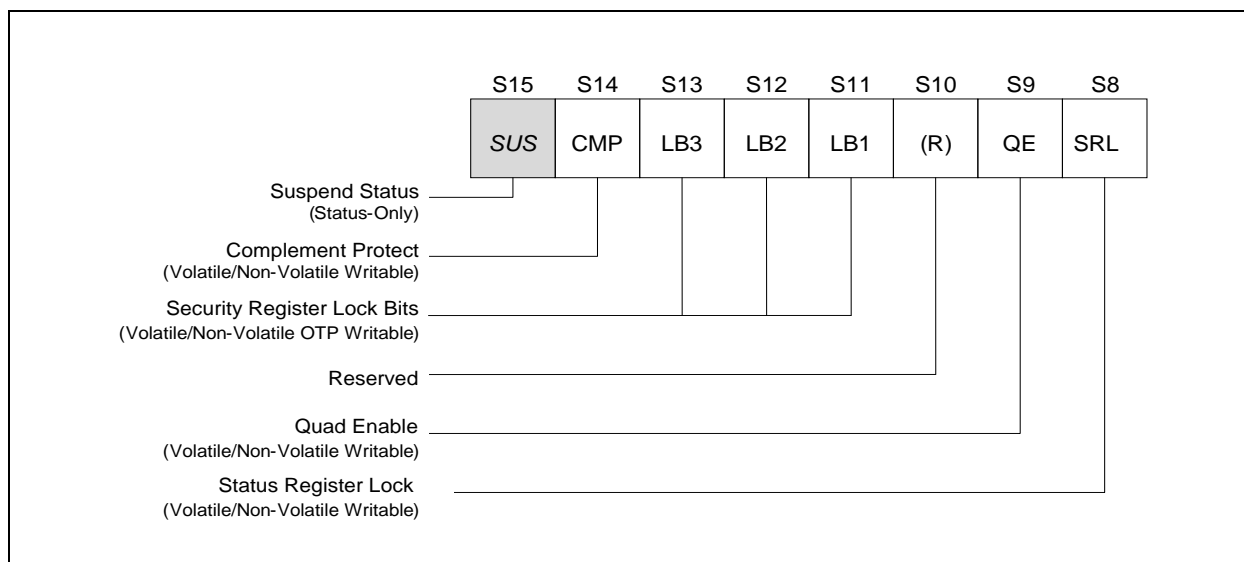 S15 S14 S13 S12 S11 S10 S9 S8
SUS CMP LB3 LB2 LB1 (R) QE SRL
Suspend Status
(Status-Only)
Complement Protect
(Volatile/Non-Volatile Writable)
Security Register Lock Bits
(Volatile/Non-Volatile OTP Writable)
Reserved
Quad Enable
(Volatile/Non-Volatile Writable)
Status Register Lock
(Volatile/Non-Volatile Writable)